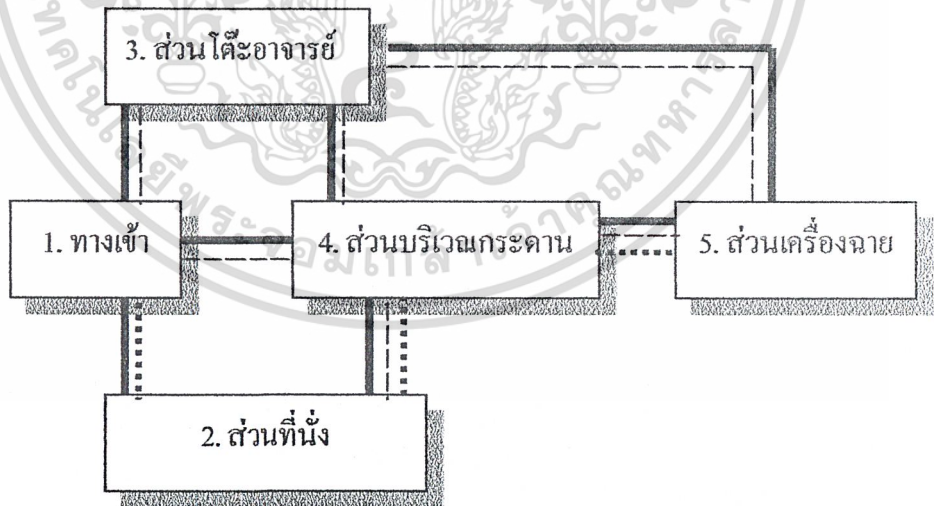 3. ส่วนโต๊ะอาจารย์
1. ทางเข้า
4. ส่วนบริเวณกระดาน
5. ส่วนเครื่องฉาย
2. ส่วนที่นั่ง